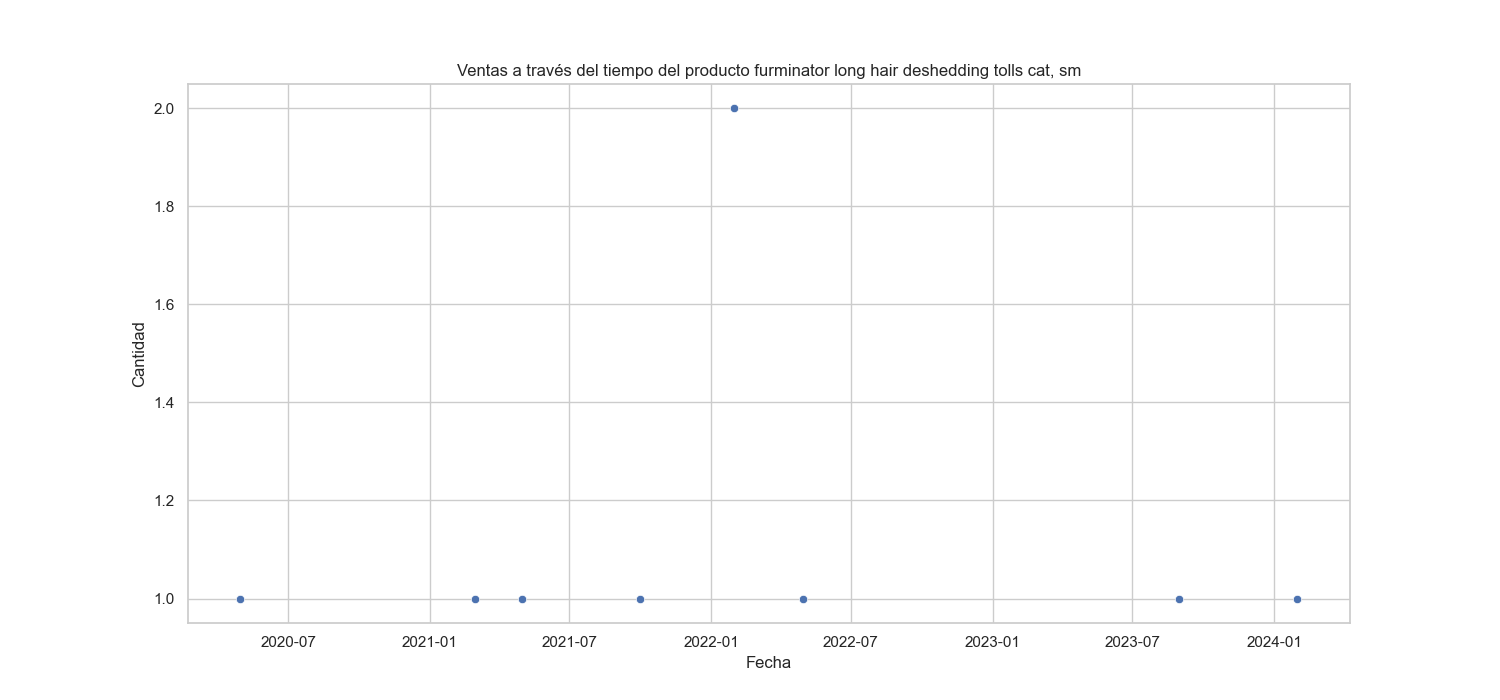 Ventas a través del tiempo del producto furminator long hair deshedding tolls cat, sm
2.0
1.8
1.6
1.4
1.2
1.0
Cantidad
2020-07 2021-01 2021-07 2022-01 2022-07 2023-01 2023-07 2024-01
Fecha